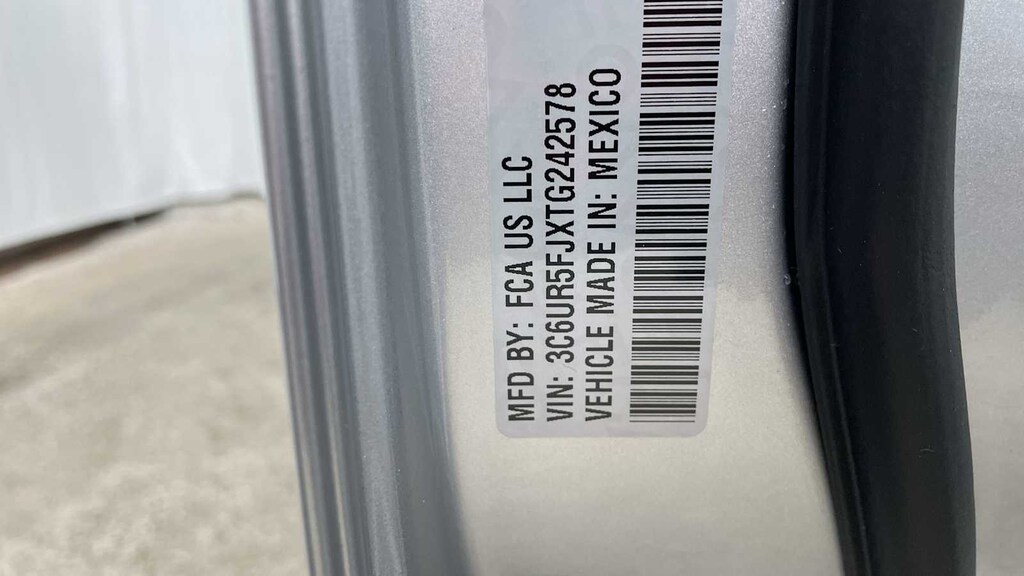 MFD BY: FCA US LLC
VIN: 3C6UR5FJXTG242578
VEHICLE MADE IN: MEXICO